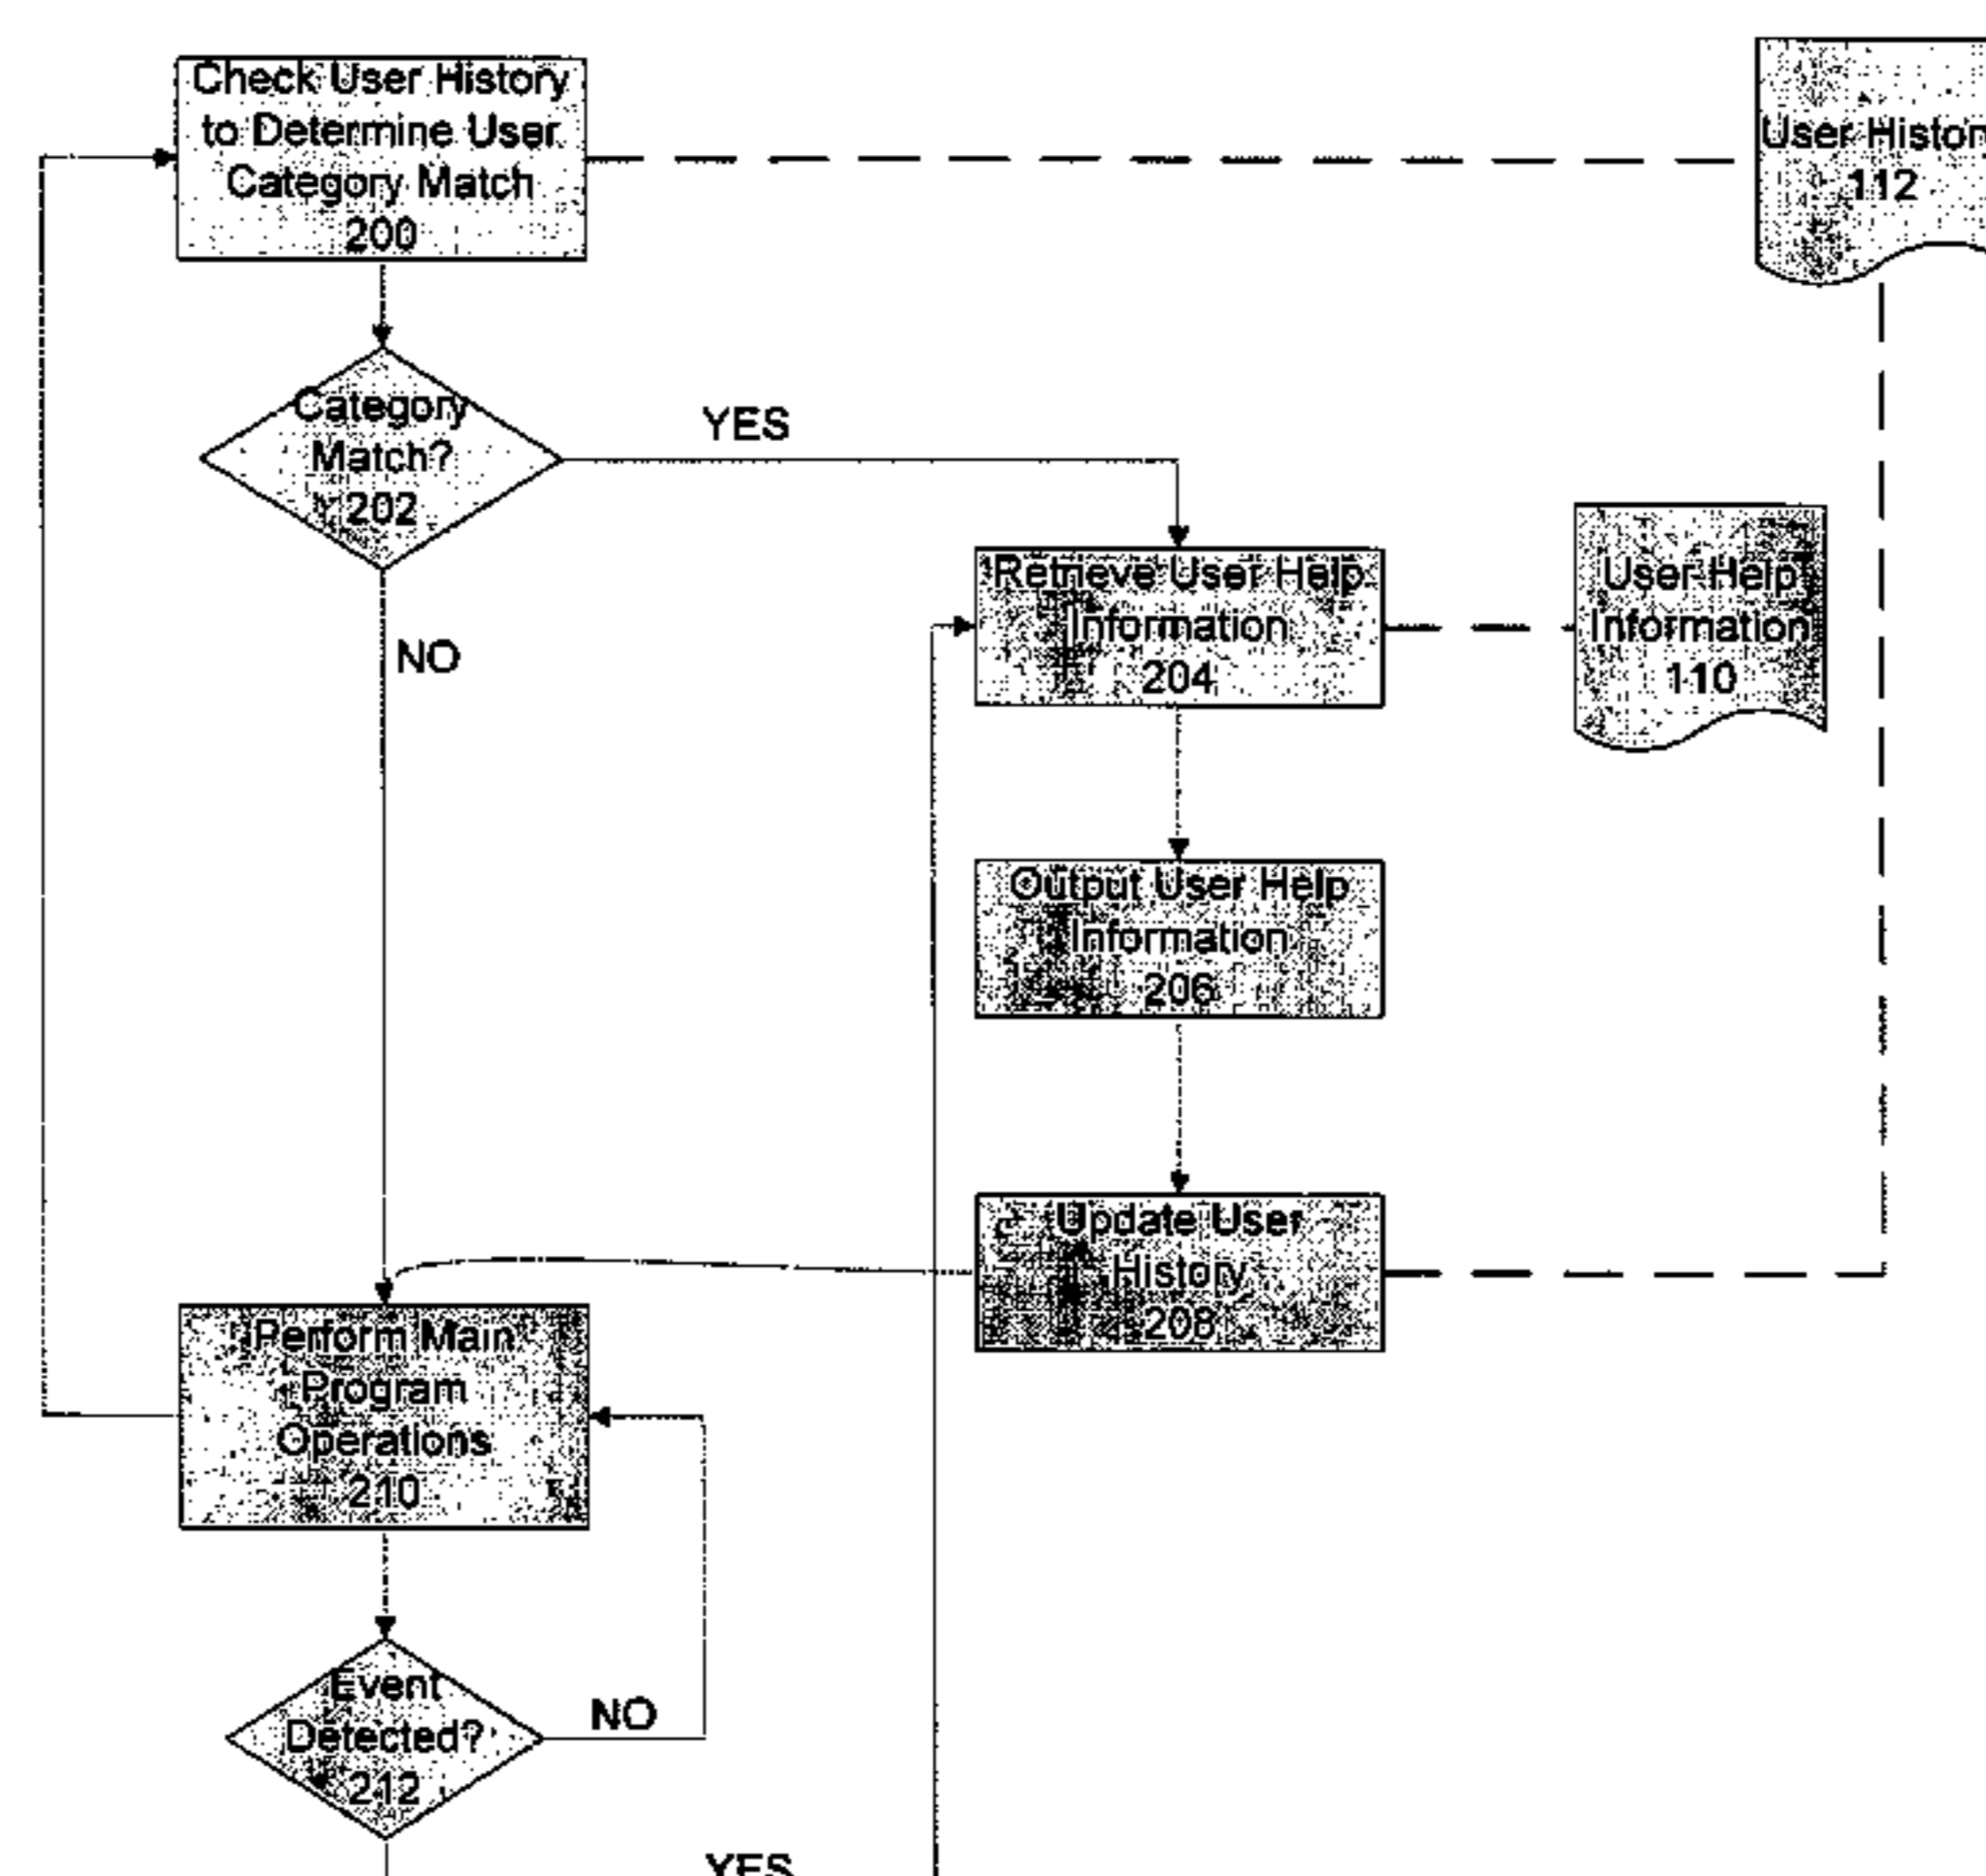 Check User History
to Determine User
Category Match
200
112
Category
Match?
202
YES
NO
User
Retrieve User Help
Information
204
User Help
Information
110
Output User Help
Information
206
Update User
History
208
Perform Main
Program
Operations
210
Event
Detected?
212
NO
YES